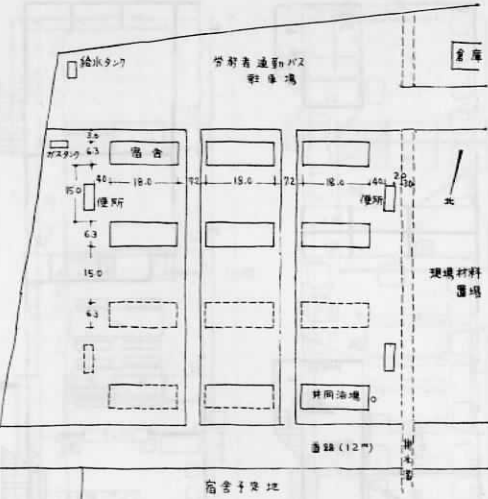 給水タンク
労務者通勤バス
駐車場
倉庫
3.0
ガスタンク
6.3
宿舎
4.0
18.0
7.2
18.0
7.2
18.0
4.0
2.0
3.0
15.0
便所
便所
北
6.3
15.0
現場材料
置場
6.3
共同浴場
道路(12m)
排水管
宿舎予定地